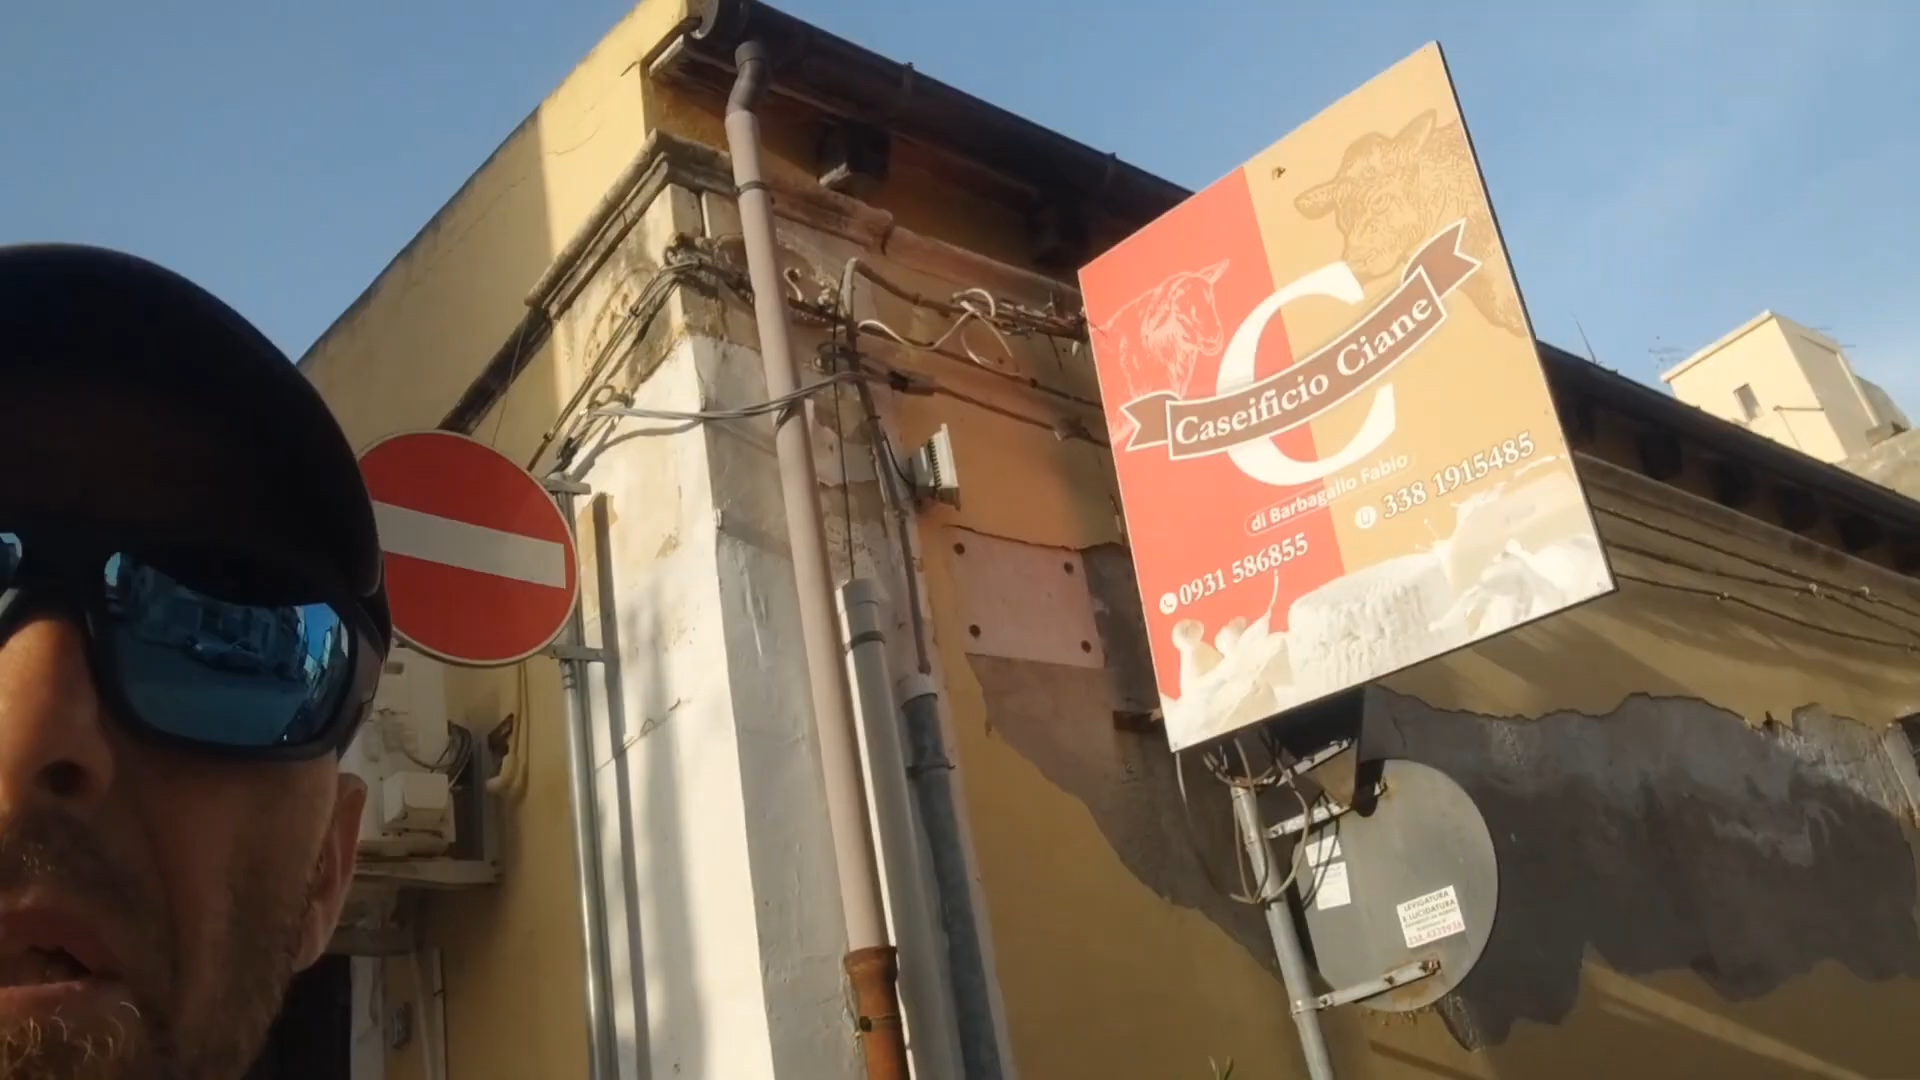 C
Caseificio Ciane
di Barbagallo Fabio
0931 586855
338 1915485
LEVIGATURA
E LUCIDATURA